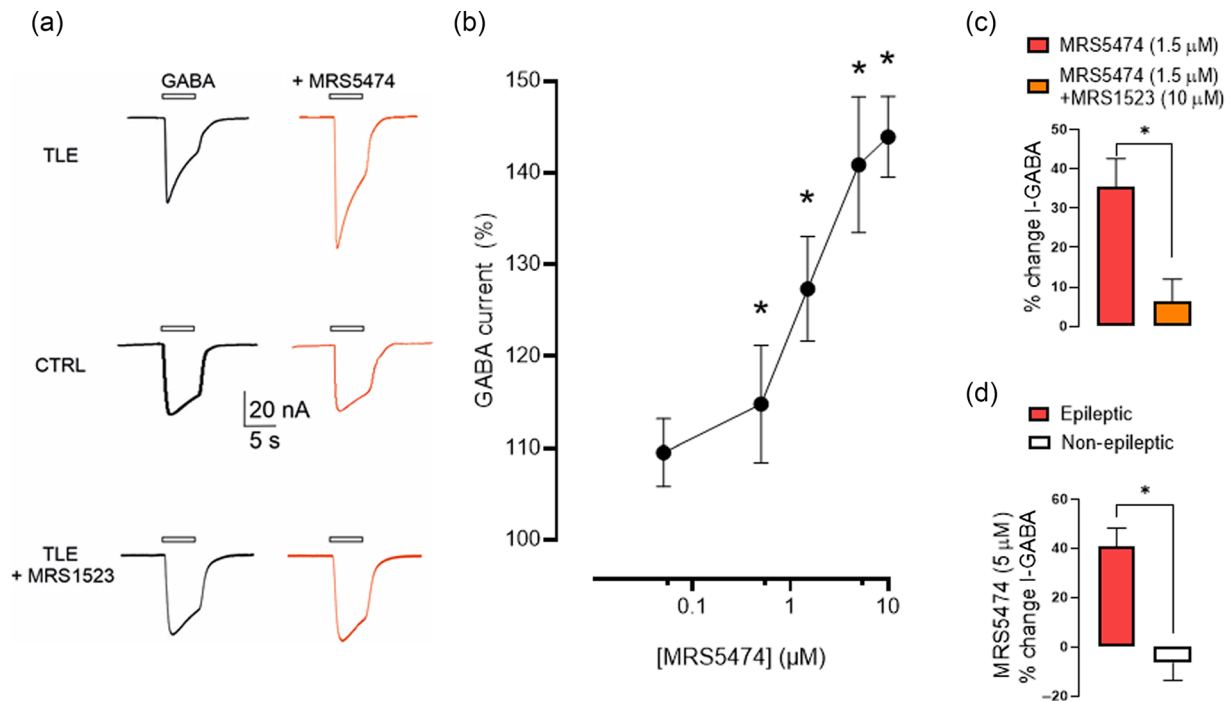 (a)
GABA
+ MRS5474
TLE
CTRL
20 nA
5 s
TLE
+ MRS1523
(b)
150
140
130
120
110
100
GABA current (%)
*
*
*
*
*
0.1
1
10
[MRS5474] (µM)
(c)
MRS5474 (1.5 µM)
MRS5474 (1.5 µM)
+MRS1523 (10 µM)
50
40
30
20
10
0
% change I-GABA
*
(d)
Epileptic
Non-epileptic
60
40
20
0
–20
MRS5474 (5 µM)
% change I-GABA
*